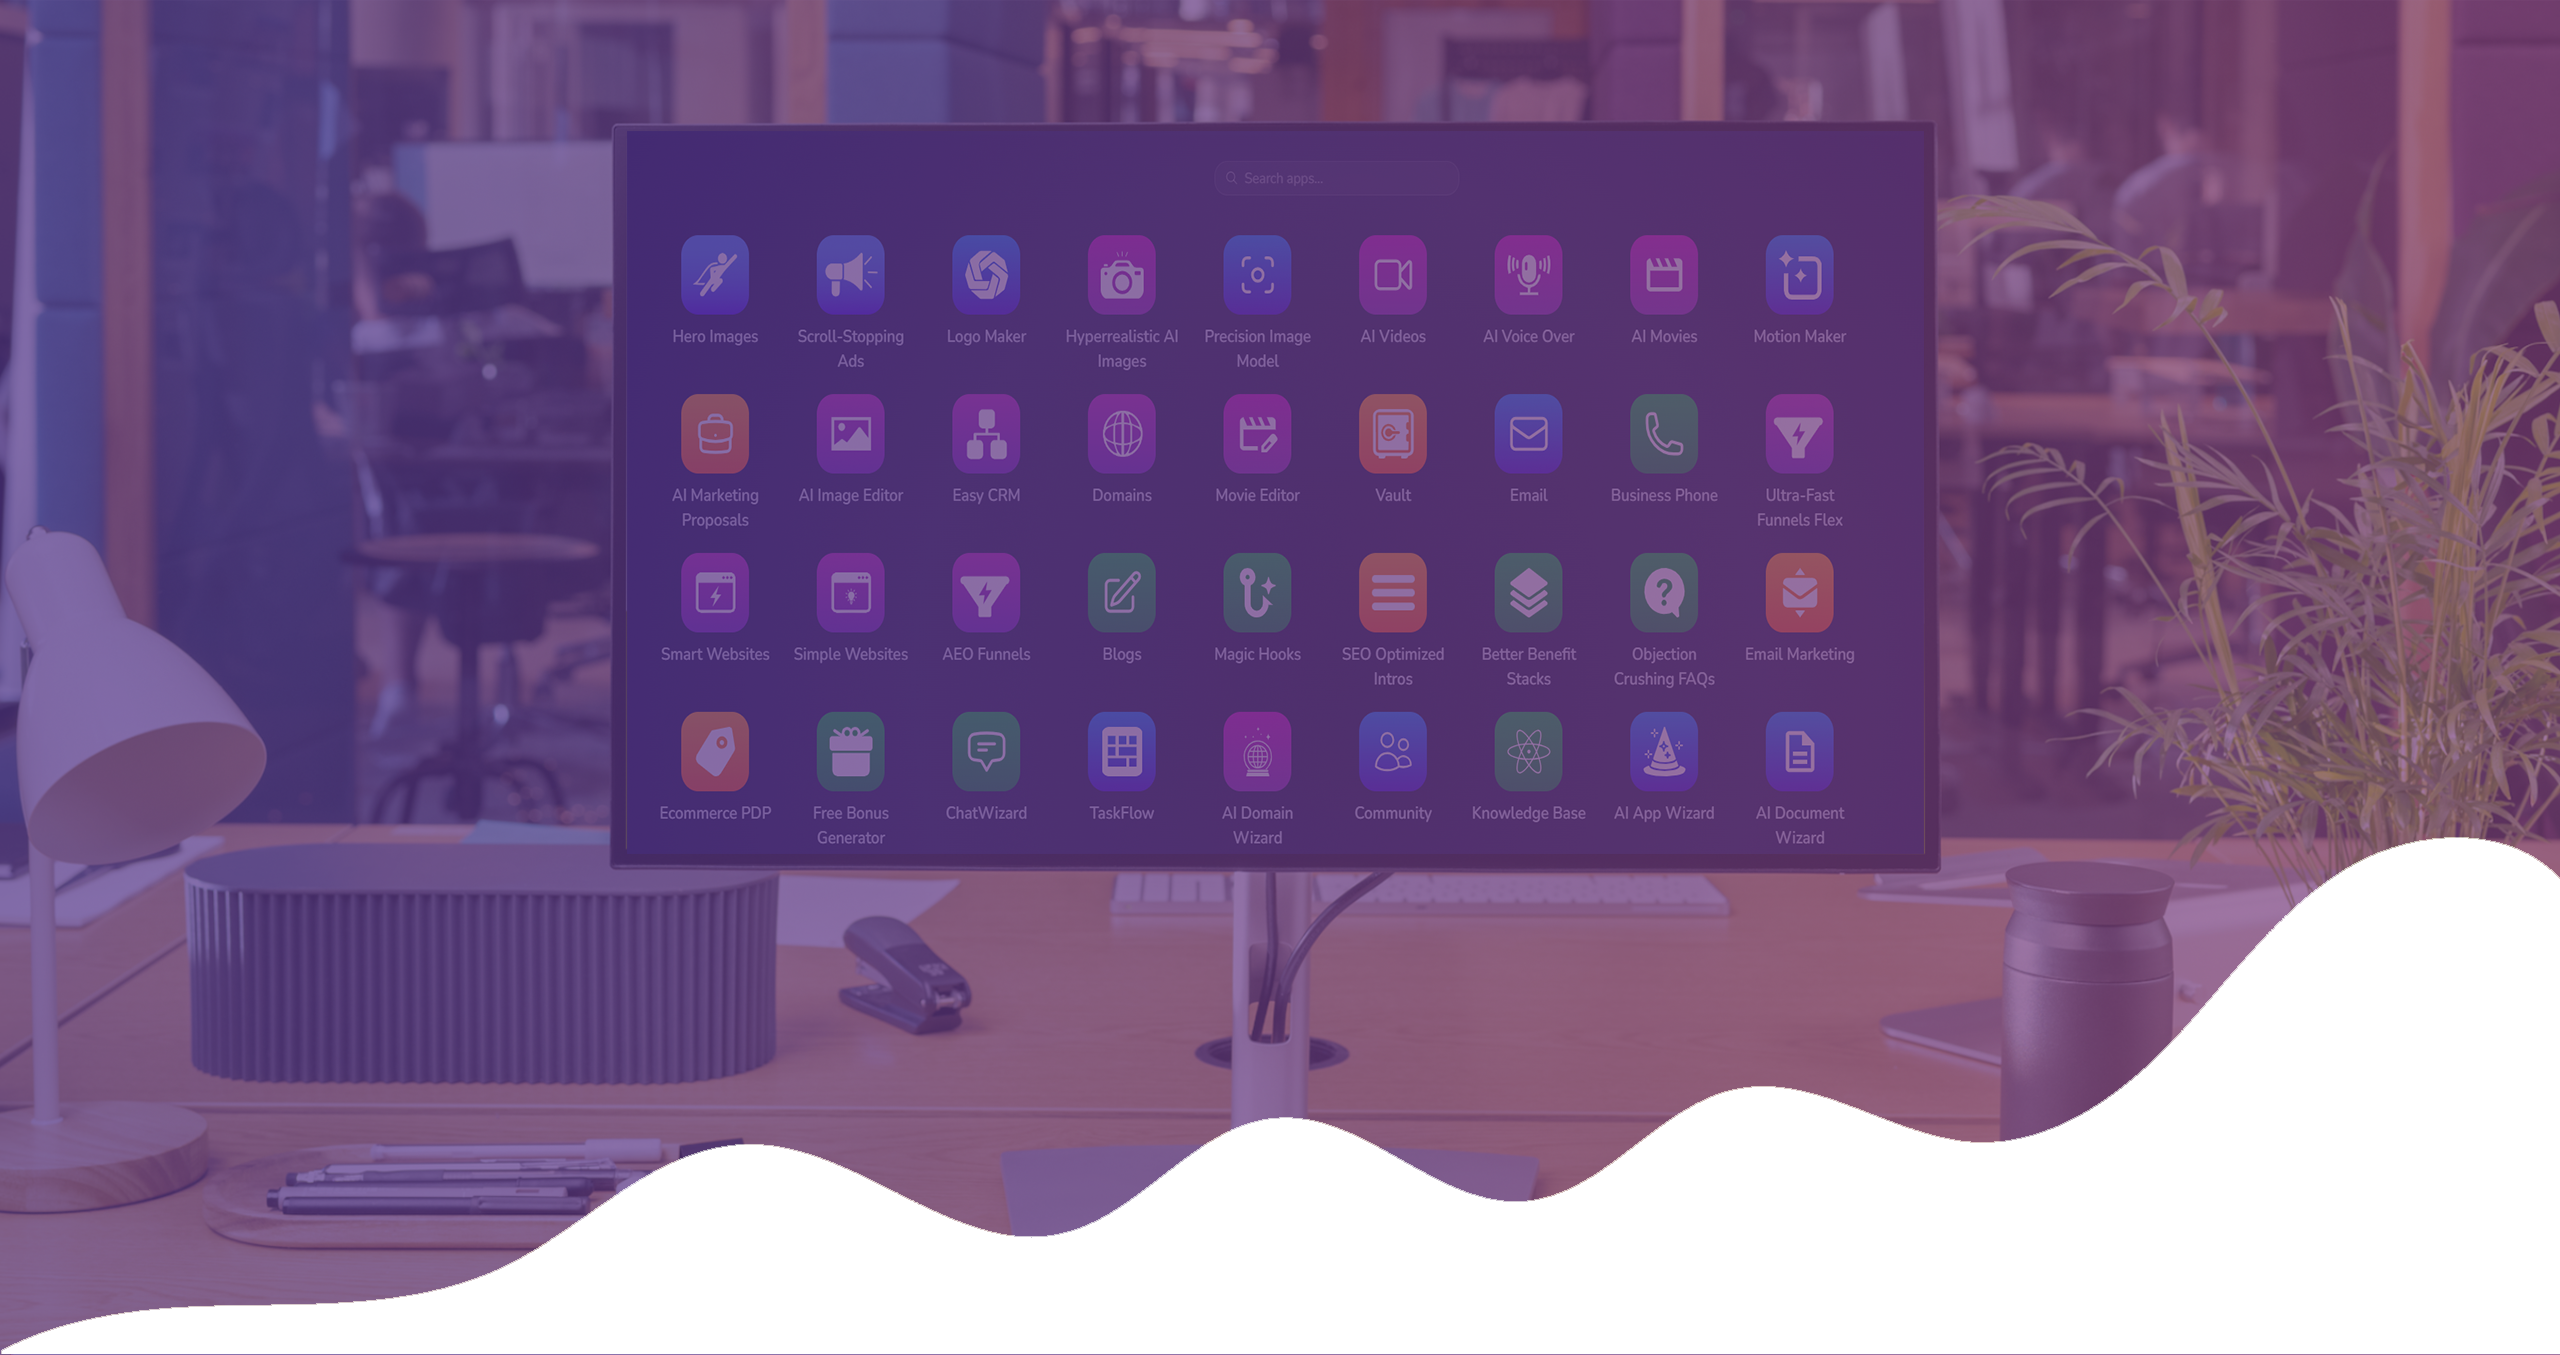 Search apps...
Hero Images
Scroll-Stopping
Ads
Logo Maker
Hyperrealistic AI
Images
Precision Image
Model
AI Videos
AI Voice Over
AI Movies
Motion Maker
AI Marketing
Proposals
AI Image Editor
Easy CRM
Domains
Movie Editor
Vault
Email
Business Phone
Ultra-Fast
Funnels Flex
Smart Websites
Simple Websites
AEO Funnels
Blogs
Magic Hooks
SEO Optimized
Intros
Better Benefit
Stacks
Objection
Crushing FAQs
Email Marketing
Ecommerce PDP
Free Bonus
Generator
ChatWizard
TaskFlow
AI Domain
Wizard
Community
Knowledge Base
AI App Wizard
AI Document
Wizard